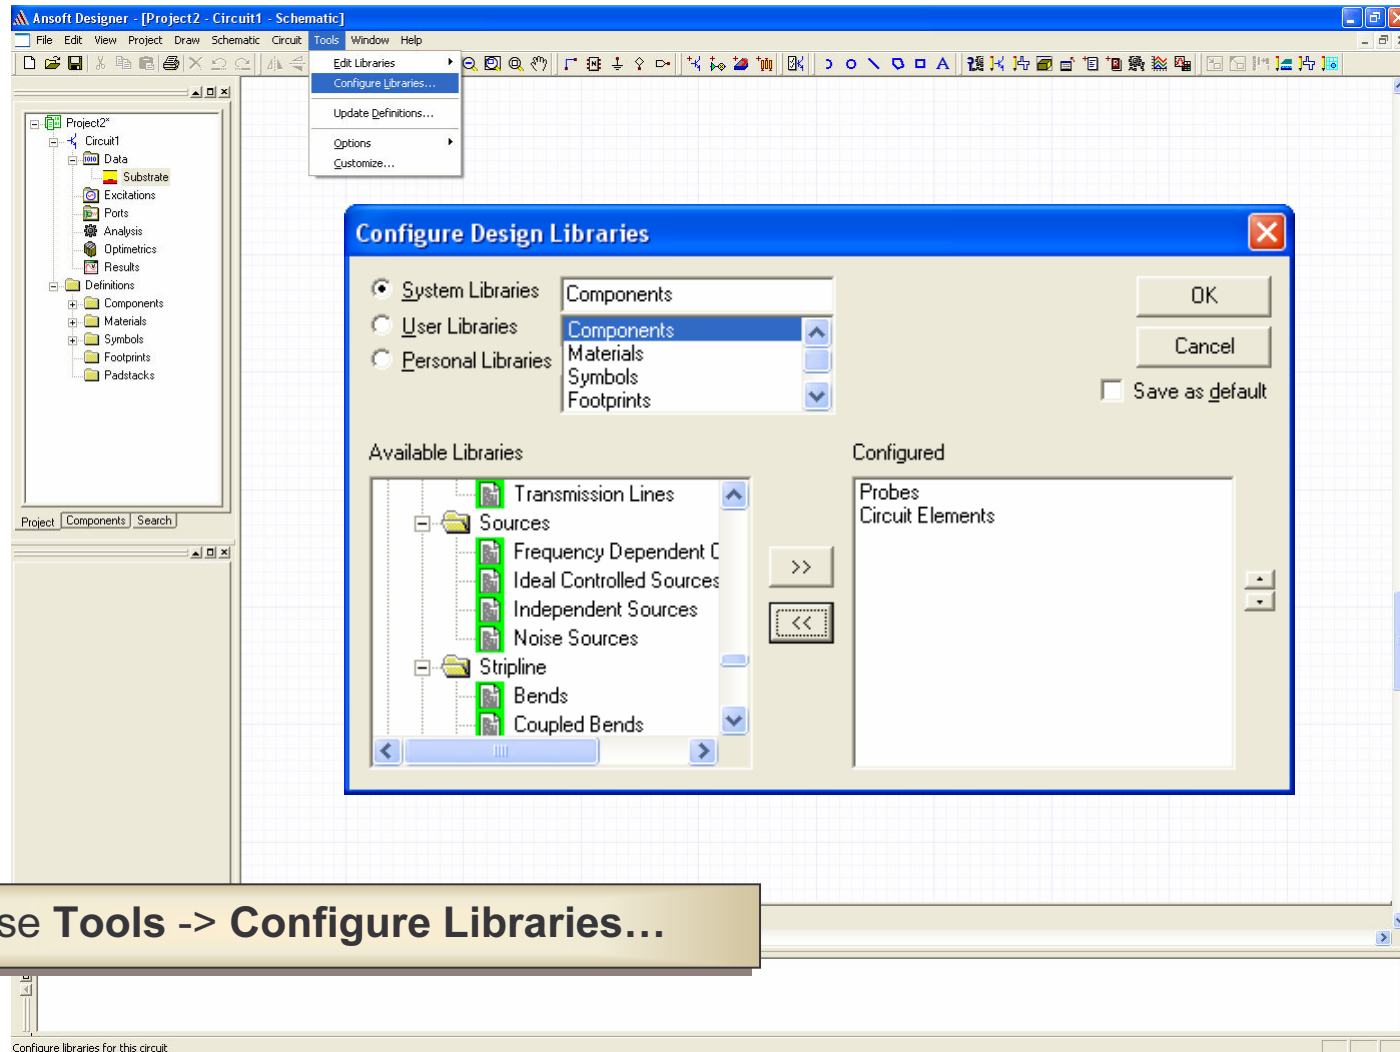 Ansoft Designer - [Project2 - Circuit1 - Schematic]
File Edit View Project Draw Schematic Circuit Tools Window Help
Edit Libraries
Configure Libraries...
Update Definitions...
Options
Customize...
Project2*
Circuit1
Data
Substrate
Excitations
Ports
Analysis
Optimetrics
Results
Definitions
Components
Materials
Symbols
Footprints
Padstacks
Project Components Search
Configure Design Libraries
System Libraries
User Libraries
Personal Libraries
Components
Components
Materials
Symbols
Footprints
OK
Cancel
Save as default
Available Libraries
Transmission Lines
Sources
Frequency Dependent C
Ideal Controlled Sources
Independent Sources
Noise Sources
Stripline
Bends
Coupled Bends
>>
<<
Configured
Probes
Circuit Elements
se Tools -> Configure Libraries…
Configure libraries for this circuit